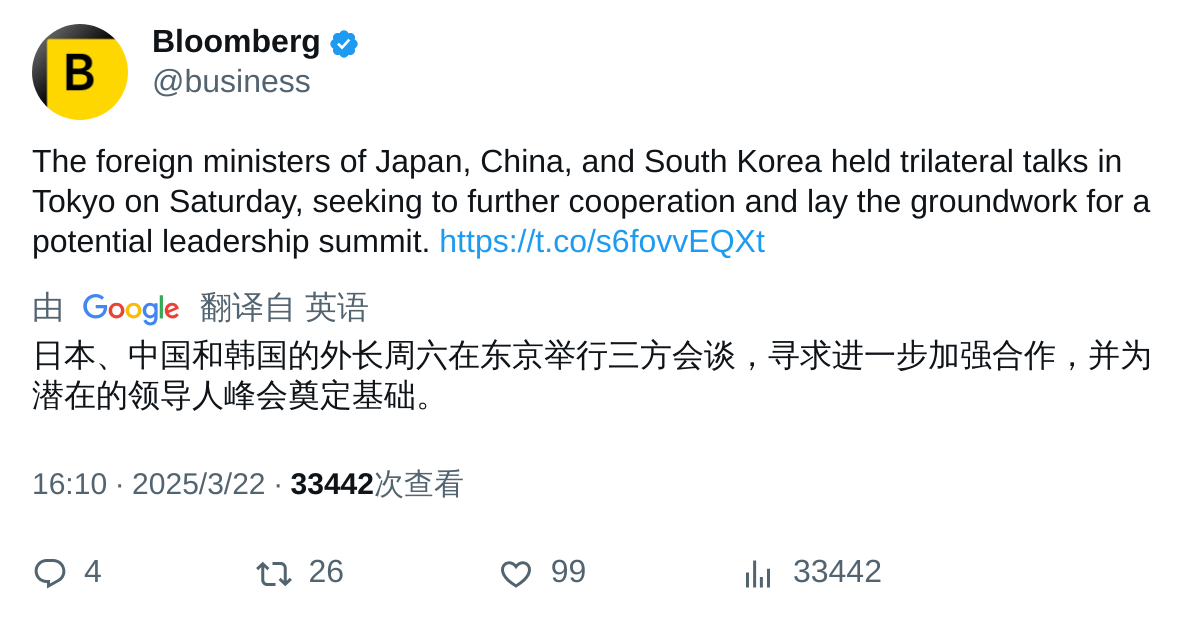 B
Bloomberg
@business
The foreign ministers of Japan, China, and South Korea held trilateral talks in
Tokyo on Saturday, seeking to further cooperation and lay the groundwork for a
potential leadership summit. https://t.co/s6fovvEQXt
由 Google 翻译自 英语
日本、中国和韩国的外长周六在东京举行三方会谈，寻求进一步加强合作，并为
潜在的领导人峰会奠定基础。
16:10 · 2025/3/22 · 33442次查看
4 26 99 33442